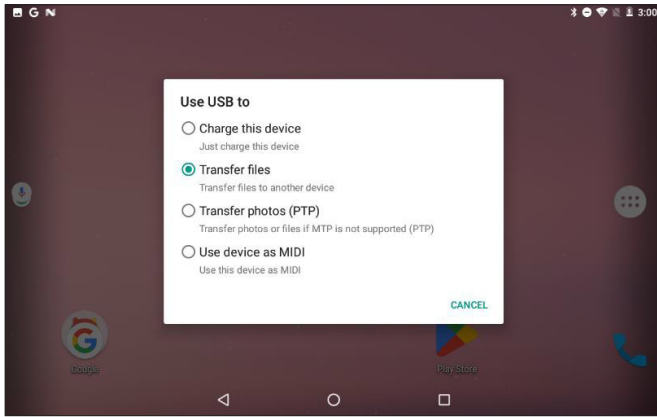 3:00
Use USB to
Charge this device
Just charge this device
Transfer files
Transfer files to another device
Transfer photos (PTP)
Transfer photos or files if MTP is not supported (PTP)
Use device as MIDI
Use this device as MIDI
CANCEL
Google
Play Store